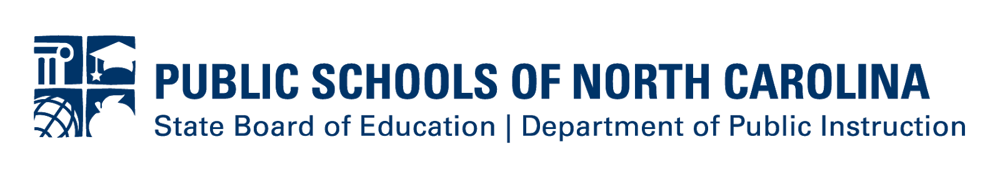 PUBLIC SCHOOLS OF NORTH CAROLINA
State Board of Education | Department of Public Instruction